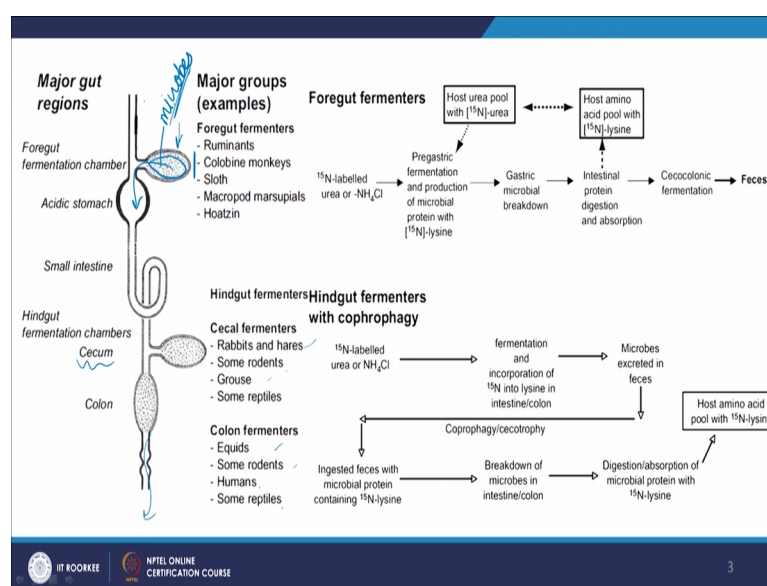 Major gut
regions
microbes
Foregut
fermentation chamber
Acidic stomach
Small intestine
Hindgut
fermentation chambers
Cecum
Colon
Major groups
(examples)
Foregut fermenters
- Ruminants
- Colobine monkeys
- Sloth
- Macropod marsupials
- Hoatzin
Hindgut fermenters
Cecal fermenters
- Rabbits and hares
- Some rodents
- Grouse
- Some reptiles
Colon fermenters
- Equids
- Some rodents
- Humans
- Some reptiles
Foregut fermenters
Host urea pool
with [15N]-urea
Host amino
acid pool with
[15N]-lysine
15N-labelled
urea or -NH4Cl
Pregastric
fermentation
and production
of microbial
protein with
[15N]-lysine
Gastric
microbial
breakdown
Intestinal
protein
digestion
and absorption
Cecocolonic
fermentation
Feces
Hindgut fermenters
with cophrophagy
15N-labelled
urea or NH4Cl
fermentation
and
incorporation of
15N into lysine in
intestine/colon
Microbes
excreted in
feces
Coprophagy/cecotrophy
Ingested feces with
microbial protein
containing 15N-lysine
Breakdown of
microbes in
intestine/colon
Digestion/absorption of
microbial protein with
15N-lysine
Host amino acid
pool with 15N-lysin
IIT ROORKEE
NPTEL ONLINE
CERTIFICATION COURSE
3